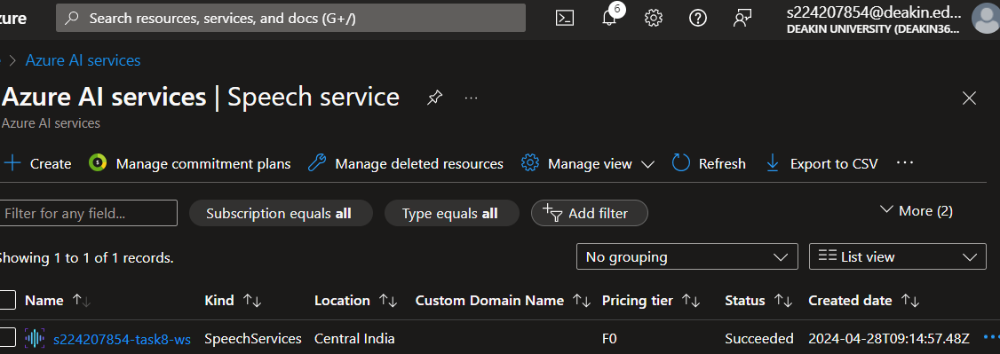 zure Search resources, services, and docs (G+/) 6 s224207854@deakin.ed...
DEAKIN UNIVERSITY (DEAKIN36...
> Azure AI services
Azure AI services | Speech service ...
Azure AI services
+ Create Manage commitment plans Manage deleted resources Manage view Refresh Export to CSV ...
Filter for any field... Subscription equals all Type equals all Add filter More (2)
Showing 1 to 1 of 1 records. No grouping List view
Name ↑↓ Kind ↑↓ Location ↑↓ Custom Domain Name ↑↓ Pricing tier ↑↓ Status ↑↓ Created date ↑↓
s224207854-task8-ws SpeechServices Central India F0 Succeeded 2024-04-28T09:14:57.48Z ...